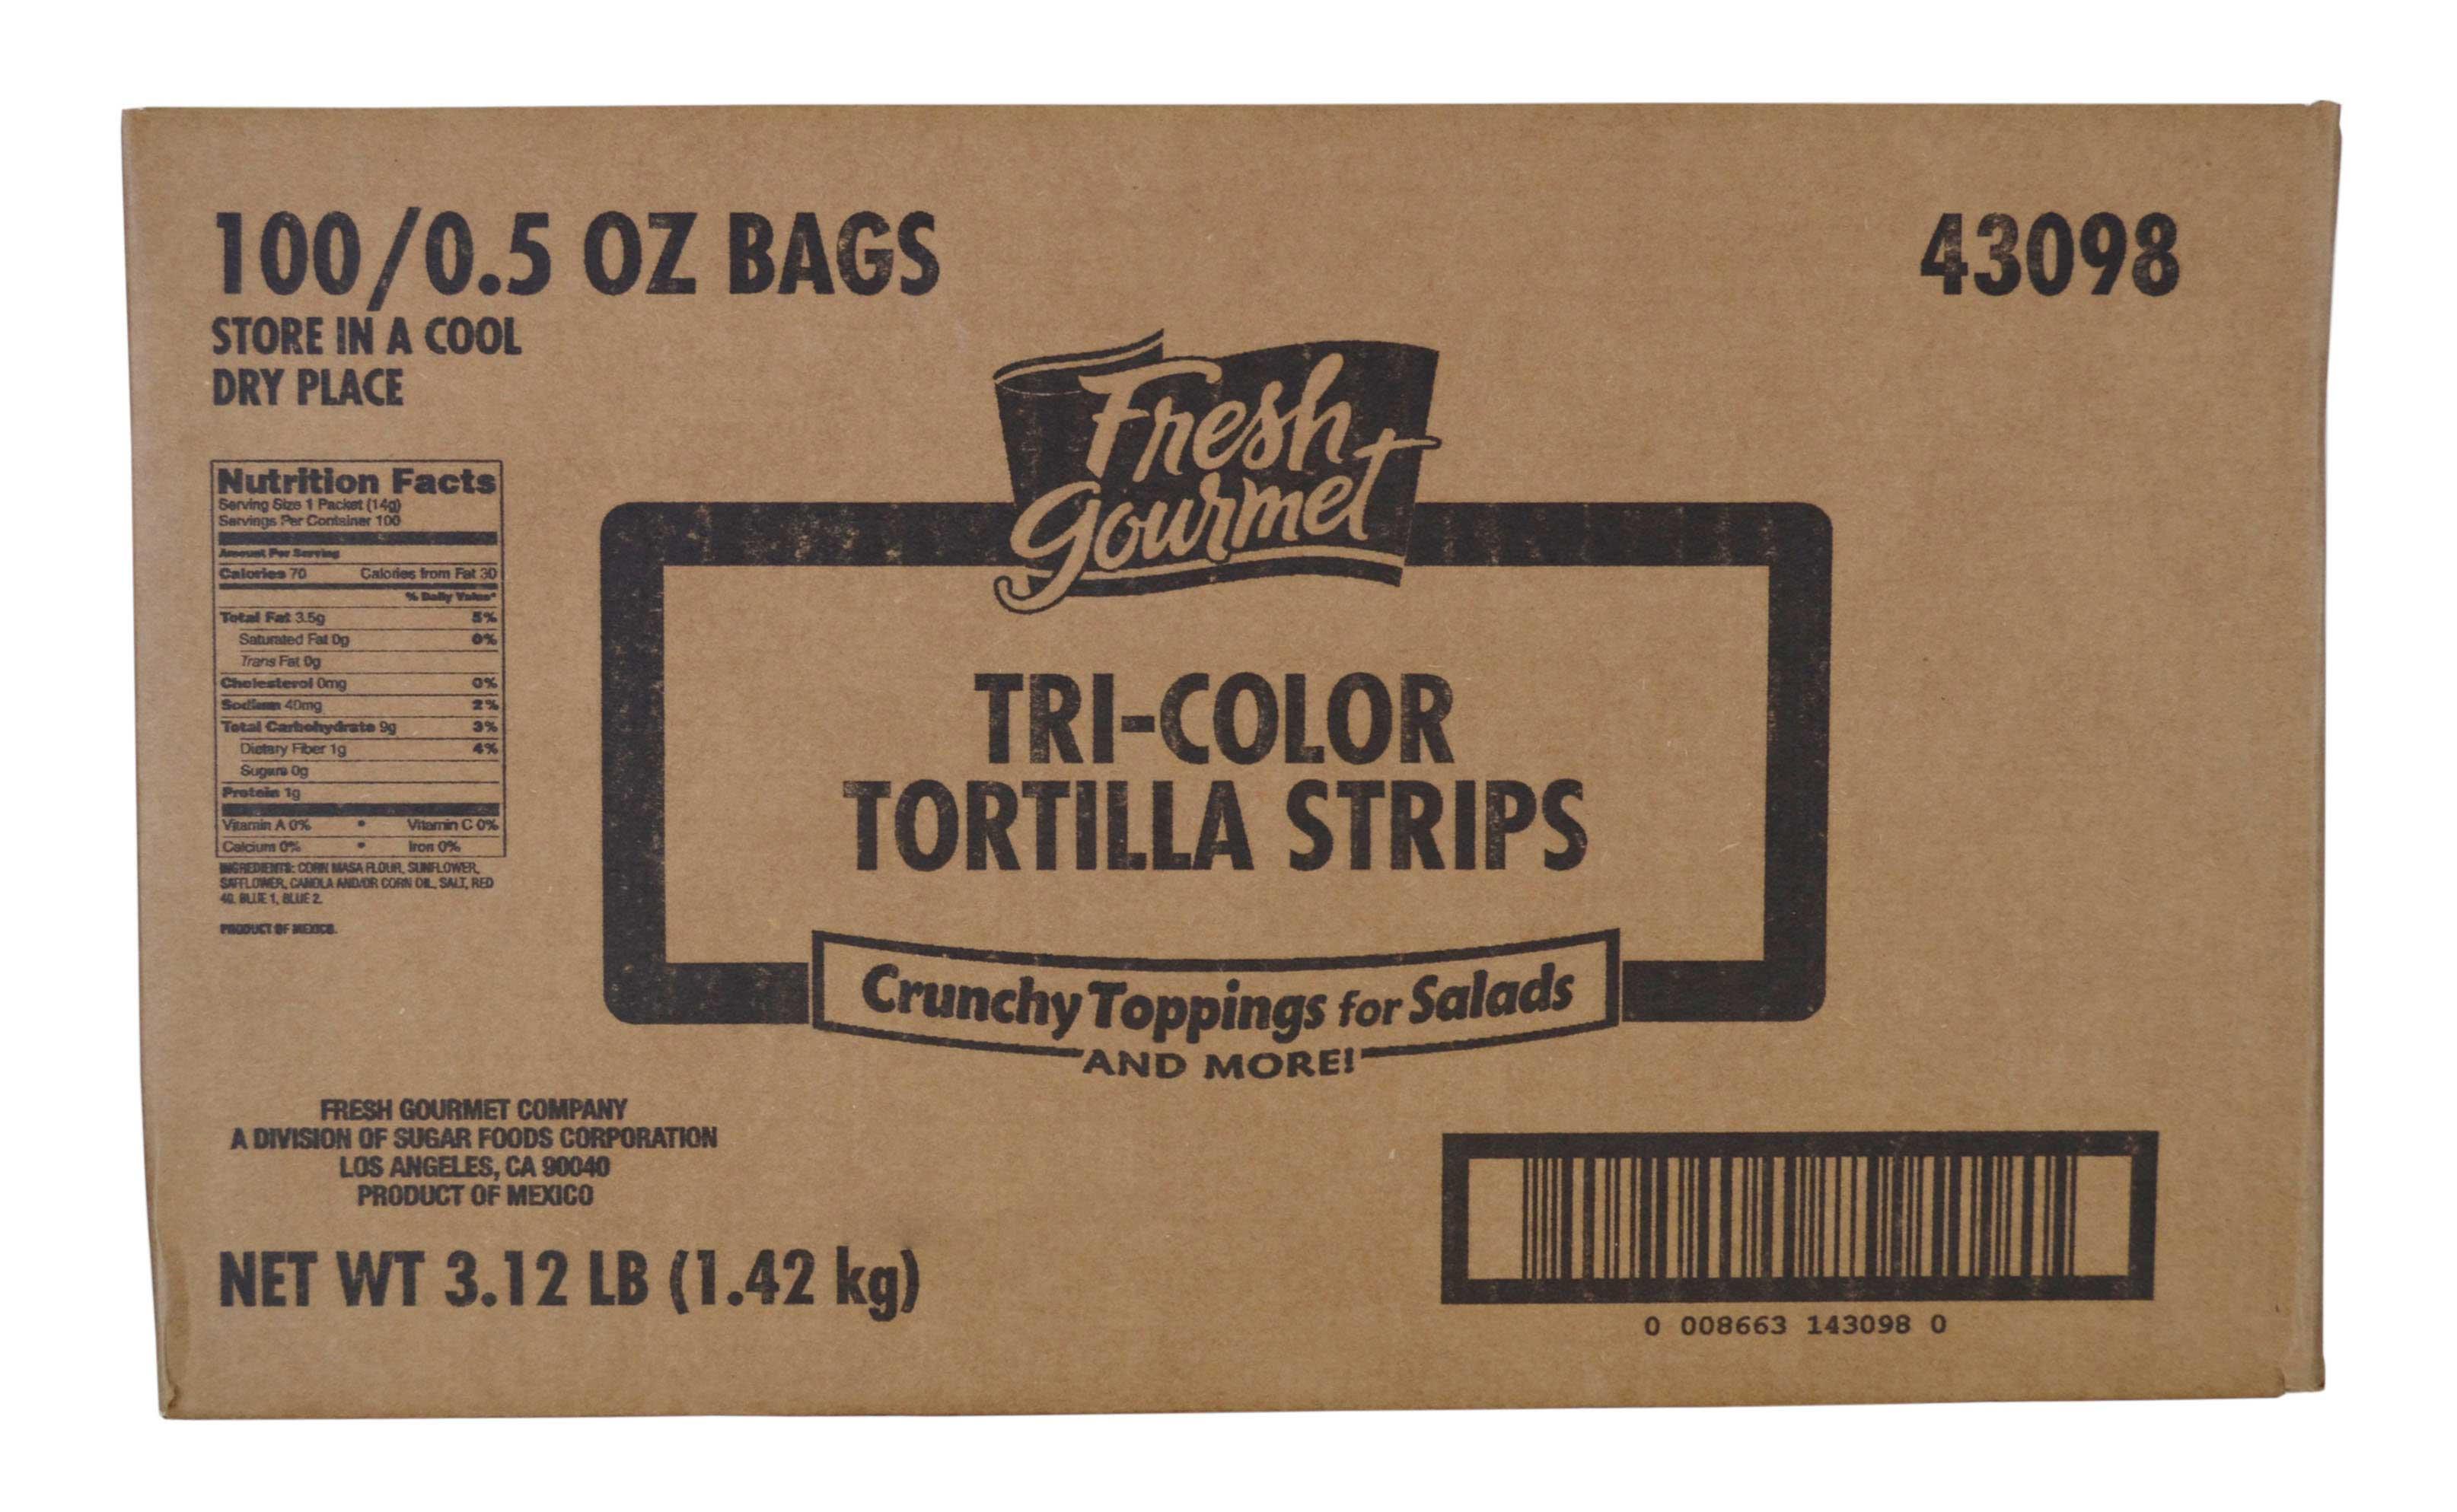 100/0.5 OZ BAGS
43098
STORE IN A COOL
DRY PLACE
Fresh
Gourmet
Nutrition Facts
Serving Size 1 Packet (14g)
Servings Per Container 100
Amount Per Serving
Calories 70 Calories from Fat 30
% Daily Value*
Total Fat 3.5g 5%
Saturated Fat 0g 0%
Trans Fat 0g
Cholesterol 0mg 0%
Sodium 40mg 2%
Total Carbohydrate 9g 3%
Dietary Fiber 1g 4%
Sugars 0g
Protein 1g
Vitamin A 0% • Vitamin C 0%
Calcium 0% • Iron 0%
INGREDIENTS: CORN MASA FLOUR, SUNFLOWER,
SAFFLOWER, CANOLA AND/OR CORN OIL, SALT, RED
40, BLUE 1, BLUE 2.
PRODUCT OF MEXICO.
TRI-COLOR
TORTILLA STRIPS
Crunchy Toppings for Salads
AND MORE!
FRESH GOURMET COMPANY
A DIVISION OF SUGAR FOODS CORPORATION
LOS ANGELES, CA 90040
PRODUCT OF MEXICO
NET WT 3.12 LB (1.42 kg)
0 008663 143098 0